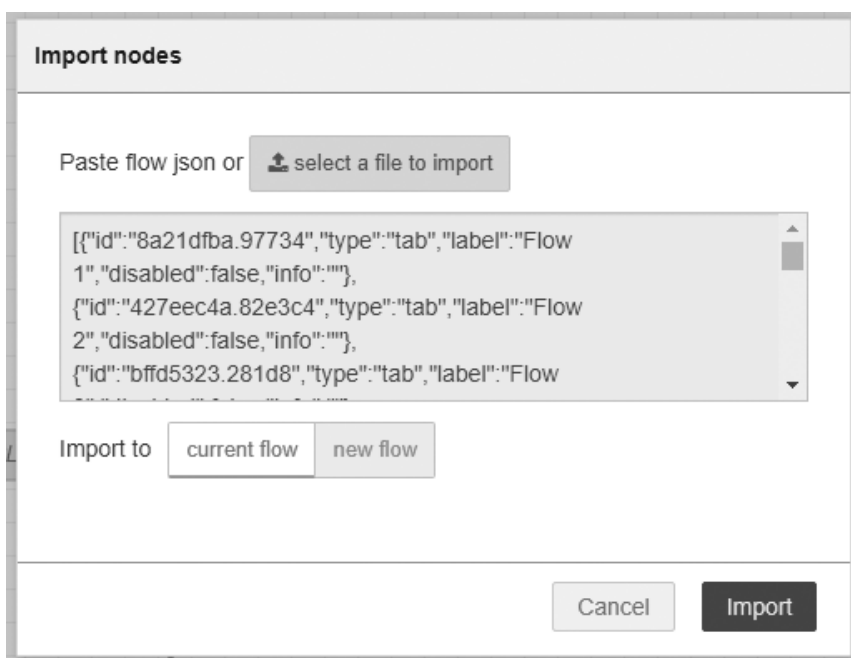 Import nodes
Paste flow json or select a file to import
[{"id":"8a21dfba.97734","type":"tab","label":"Flow
1","disabled":false,"info":""},
{"id":"427eec4a.82e3c4","type":"tab","label":"Flow
2","disabled":false,"info":""},
{"id":"bffd5323.281d8","type":"tab","label":"Flow
Import to current flow new flow
Cancel Import